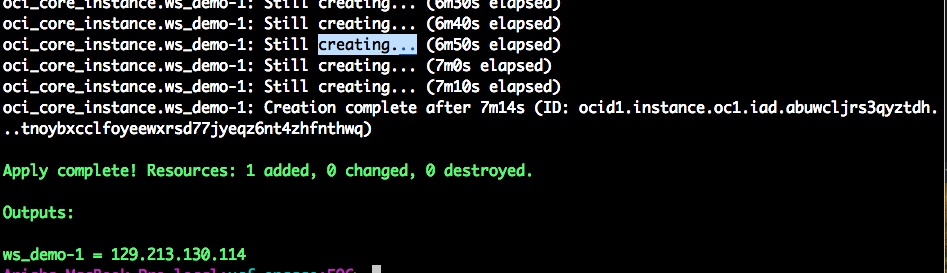 oci_core_instance.ws_demo-1: Still creating... (6m30s elapsed)
oci_core_instance.ws_demo-1: Still creating... (6m40s elapsed)
oci_core_instance.ws_demo-1: Still creating... (6m50s elapsed)
oci_core_instance.ws_demo-1: Still creating... (7m0s elapsed)
oci_core_instance.ws_demo-1: Still creating... (7m10s elapsed)
oci_core_instance.ws_demo-1: Creation complete after 7m14s (ID: ocid1.instance.oc1.iad.abuwcljrs3qyztdh.
..tnoybxcclfoyeewxrsd77jyeqz6nt4zhfnthwq)
Apply complete! Resources: 1 added, 0 changed, 0 destroyed.
Outputs:
ws_demo-1 = 129.213.130.114